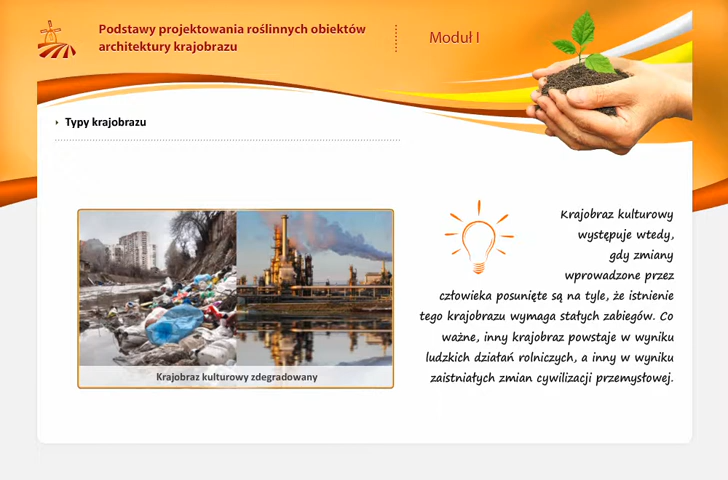 Podstawy projektowania roślinnych obiektów
architektury krajobrazu
Moduł I
Typy krajobrazu
Krajobraz kulturowy zdegradowany
Krajobraz kulturowy
występuje wtedy,
gdy zmiany
wprowadzone przez
człowieka posunięte są na tyle, że istnienie
tego krajobrazu wymaga stałych zabiegów. Co
ważne, inny krajobraz powstaje w wyniku
ludzkich działań rolniczych, a inny w wyniku
zaistniałych zmian cywilizacji przemysłowej.